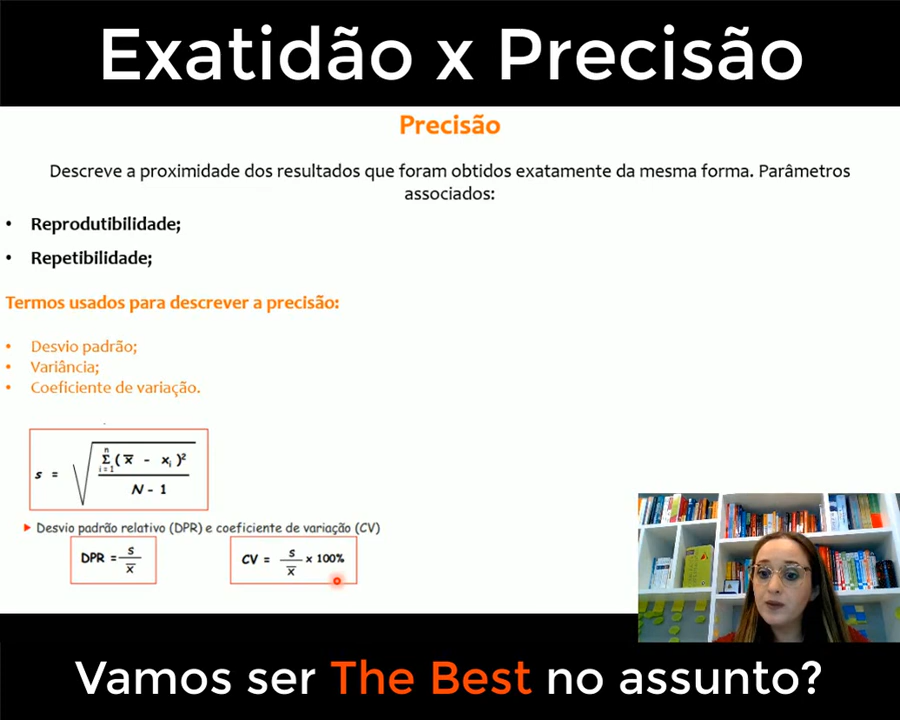 Exatidão x Precisão
Precisão
Descreve a proximidade dos resultados que foram obtidos exatamente da mesma forma. Parâmetros
associados:
• Reprodutibilidade;
• Repetibilidade;
Termos usados para descrever a precisão:
• Desvio padrão;
• Variância;
• Coeficiente de variação.
s = √( Σ_{i=1}^{n} (x̅ - xᵢ)² / (N - 1) )
Desvio padrão relativo (DPR) e coeficiente de variação (CV)
DPR = s / x̅
CV = s / x̅ x 100%
Vamos ser The Best no assunto?